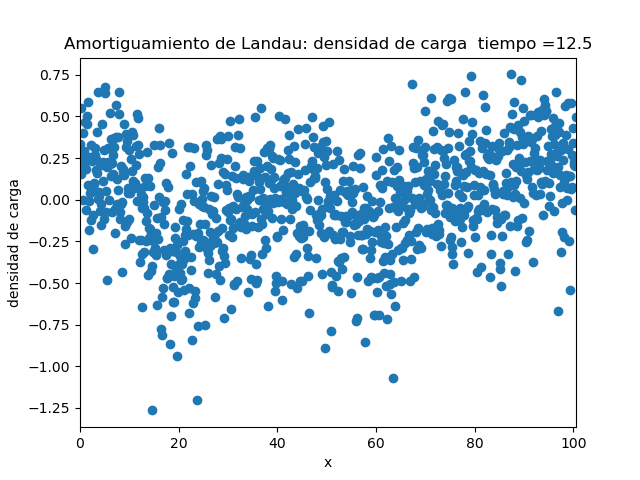 Amortiguamiento de Landau: densidad de carga  tiempo =12.5
densidad de carga
0.75
0.50
0.25
0.00
−0.25
−0.50
−0.75
−1.00
−1.25
0 20 40 60 80 100
x